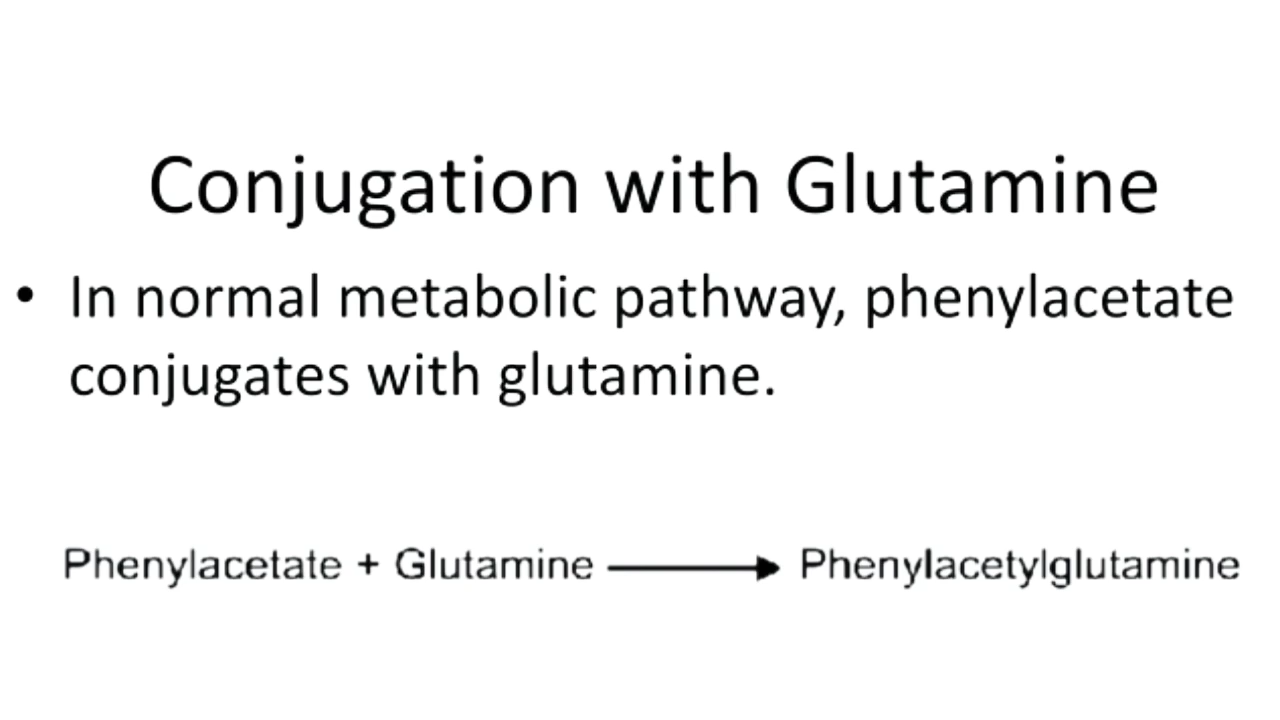 Conjugation with Glutamine
• In normal metabolic pathway, phenylacetate
conjugates with glutamine.
Phenylacetate + Glutamine ⟶ Phenylacetylglutamine